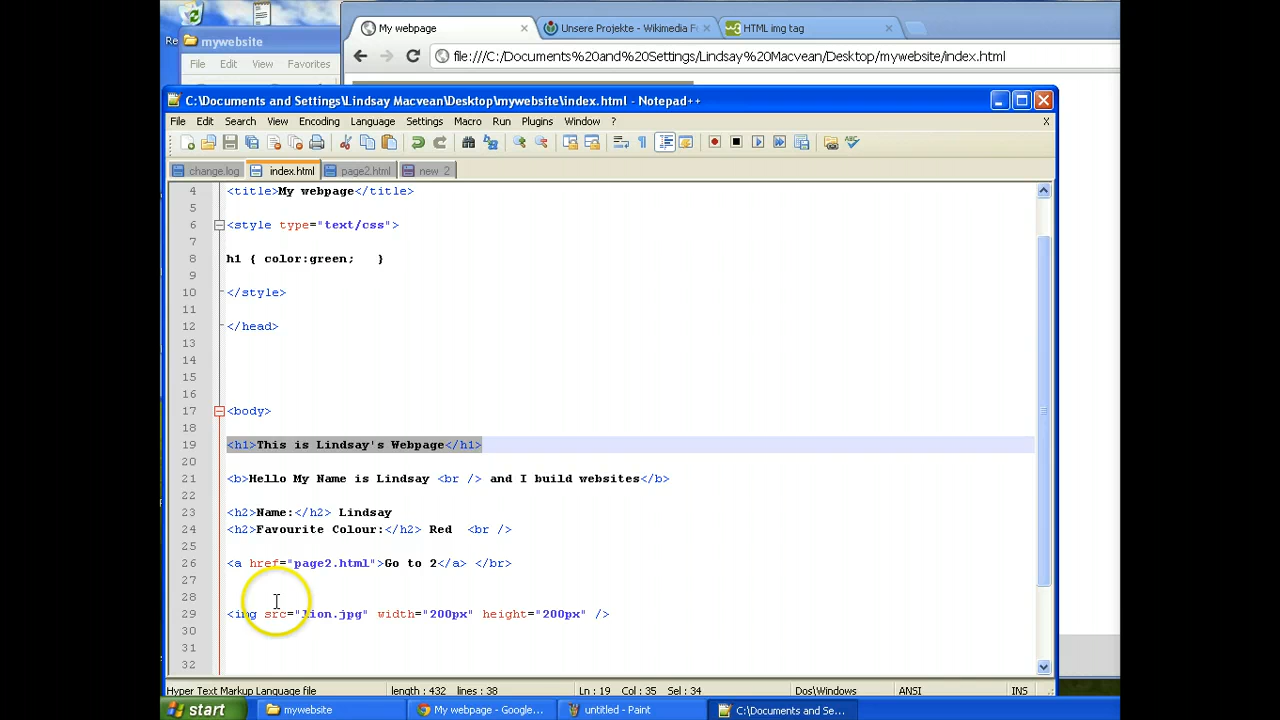 My webpage
Unsere Projekte - Wikimedia F
HTML img tag
mywebsite
Re
File Edit View Favorites
file:///C:/Documents%20and%20Settings/Lindsay%20Macvean/Desktop/mywebsite/index.html
C:\Documents and Settings\Lindsay Macvean\Desktop\mywebsite\index.html - Notepad++
File Edit Search View Encoding Language Settings Macro Run Plugins Window ? X
change.log index.html page2.html new 2
4 <title>My webpage</title>
5
6 <style type="text/css">
7
8 h1 { color:green; }
9
10 </style>
11
12 </head>
13
14
15
16
17 <body>
18
19 <h1>This is Lindsay's Webpage</h1>
20
21 <b>Hello My Name is Lindsay <br /> and I build websites</b>
22
23 <h2>Name:</h2> Lindsay
24 <h2>Favourite Colour:</h2> Red <br />
25
26 <a href="page2.html">Go to 2</a> </br>
27
28
29 <img src="lion.jpg" width="200px" height="200px" />
30
31
32
Hyper Text Markup Language file length : 432 lines : 38 Ln : 19 Col : 35 Sel : 34 Dos\Windows ANSI INS
start mywebsite My webpage - Google... untitled - Paint C:\Documents and Se...